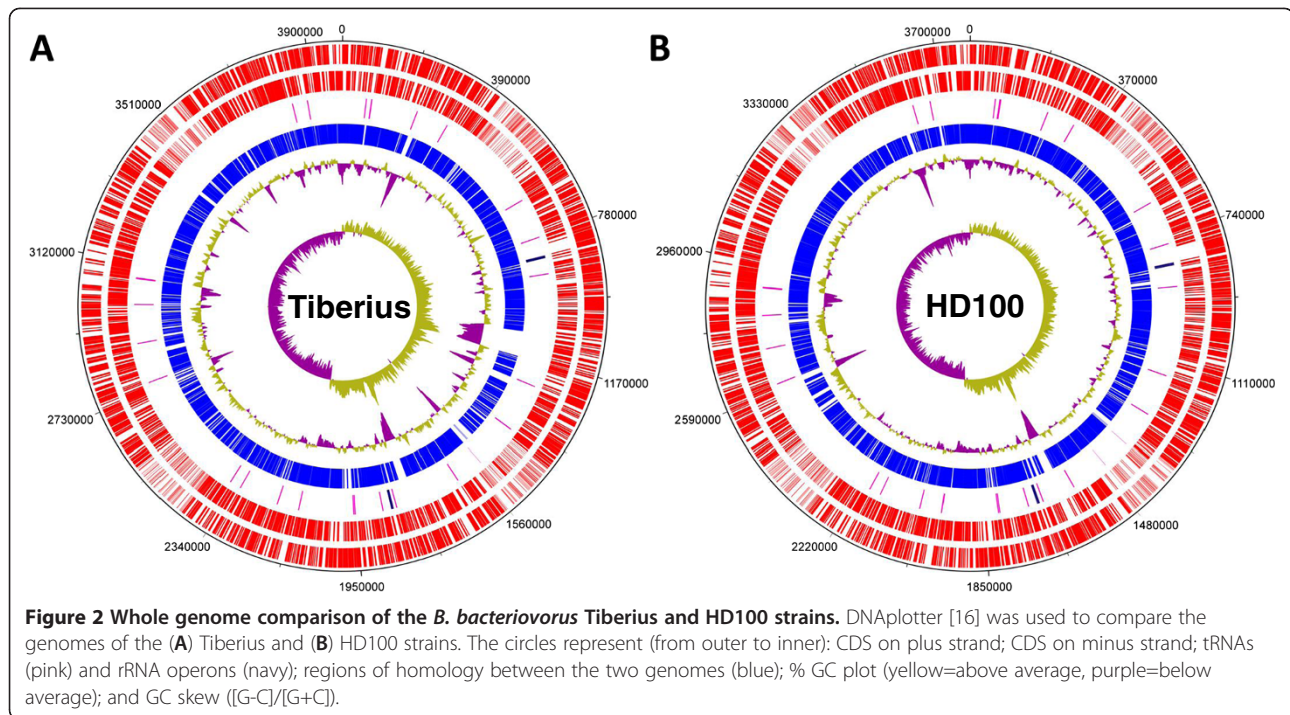 A
0
390000
780000
1170000
1560000
1950000
2340000
2730000
3120000
3510000
3900000
Tiberius
B
0
370000
740000
1110000
1480000
1850000
2220000
2590000
2960000
3330000
3700000
HD100
Figure 2 Whole genome comparison of the B. bacteriovorus Tiberius and HD100 strains. DNAplotter [16] was used to compare the
genomes of the (A) Tiberius and (B) HD100 strains. The circles represent (from outer to inner): CDS on plus strand; CDS on minus strand; tRNAs
(pink) and rRNA operons (navy); regions of homology between the two genomes (blue); % GC plot (yellow=above average, purple=below
average); and GC skew ([G-C]/[G+C]).